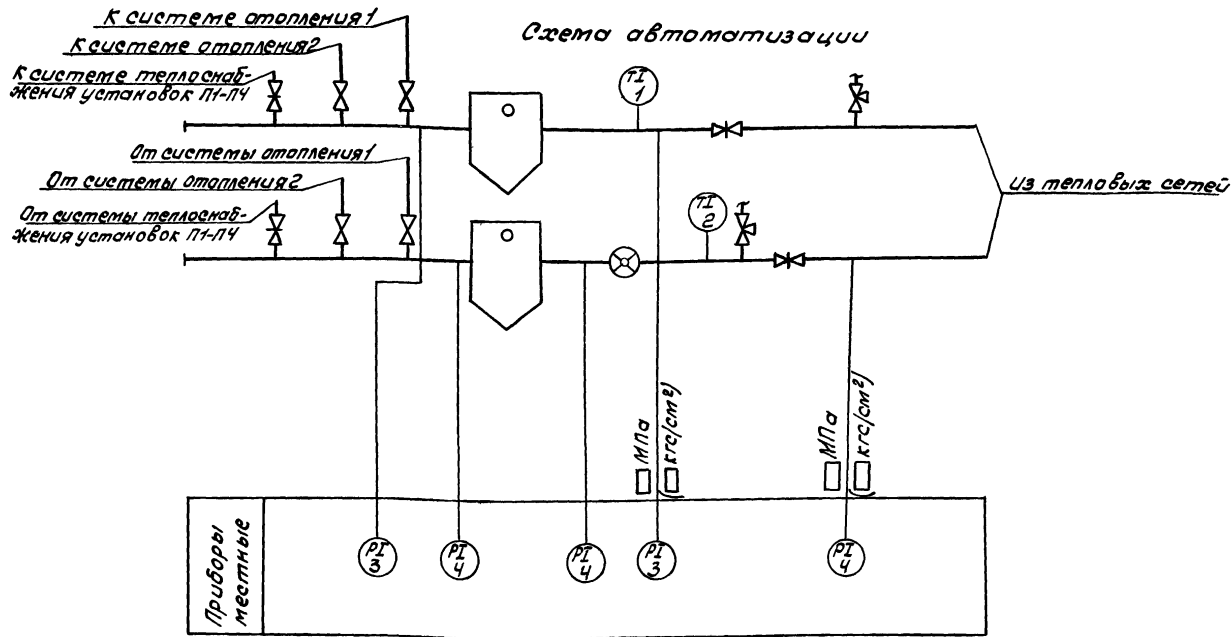 К системе отопления 1
Схема автоматизации
К системе отопления 2
К системе теплоснаб-
жения установок П1-П4
TI
1
От системы отопления 1
От системы отопления 2
От системы теплоснаб-
жения установок П1-П4
TI
2
из тепловых сетей
МПа
кгс/см²)
МПа
кгс/см²)
Приборы
местные
PI
3
PI
4
PI
4
PI
3
PI
4